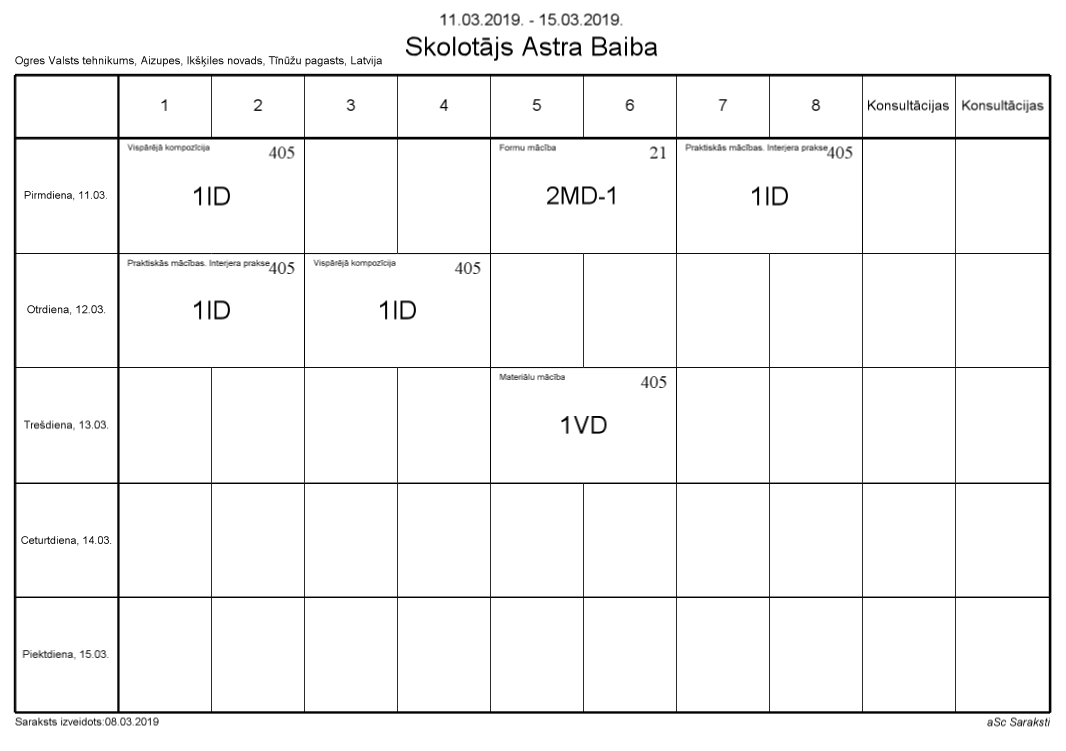 11.03.2019. - 15.03.2019.
Skolotājs Astra Baiba
Ogres Valsts tehnikums, Aizupes, Ikšķiles novads, Tīnūžu pagasts, Latvija
1 2 3 4 5 6 7 8 Konsultācijas Konsultācijas
Vispārējā kompozīcija 405 Formu mācība 21 Praktiskās mācības. Interjera prakse 405
Pirmdiena, 11.03. 1ID 2MD-1 1ID
Praktiskās mācības. Interjera prakse 405 Vispārējā kompozīcija 405
Otrdiena, 12.03. 1ID 1ID
Materiālu mācība 405
Trešdiena, 13.03. 1VD
Ceturtdiena, 14.03.
Piektdiena, 15.03.
Saraksts izveidots:08.03.2019 aSc Saraksti